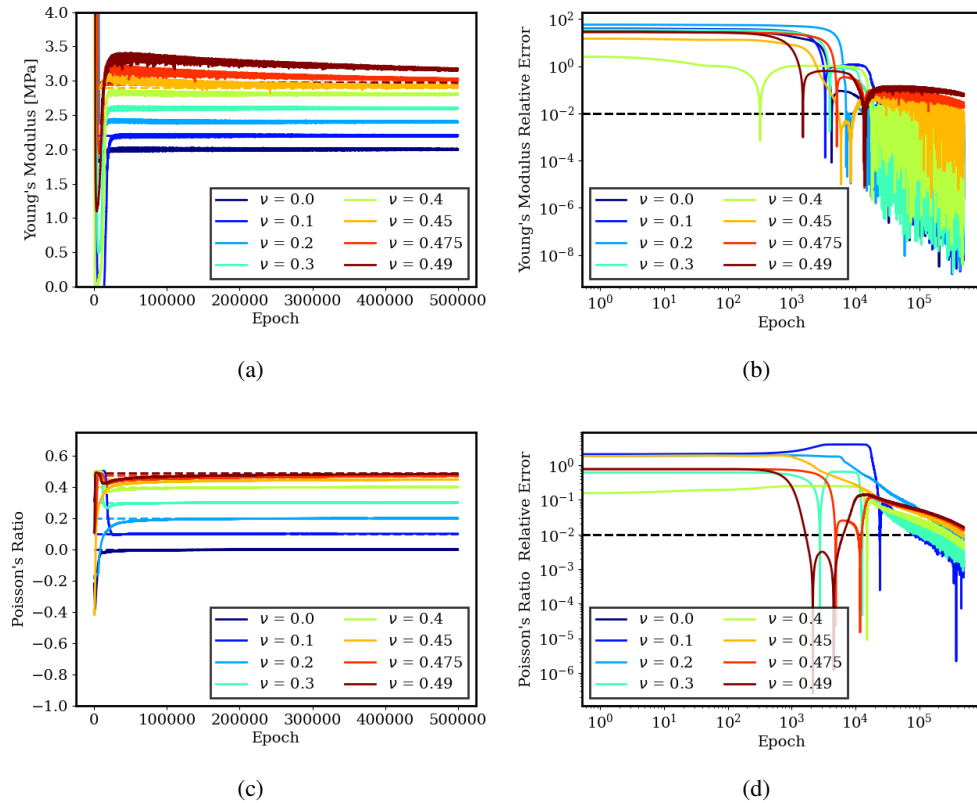 4.0
3.5
3.0
2.5
2.0
1.5
1.0
0.5
0.0
Young's Modulus [MPa]
ν = 0.0 ν = 0.4
ν = 0.1 ν = 0.45
ν = 0.2 ν = 0.475
ν = 0.3 ν = 0.49
0 100000 200000 300000 400000 500000
Epoch
(a)
10² 
10⁰
10⁻²
10⁻⁴
10⁻⁶
10⁻⁸
Young's Modulus Relative Error
ν = 0.0 ν = 0.4
ν = 0.1 ν = 0.45
ν = 0.2 ν = 0.475
ν = 0.3 ν = 0.49
10⁰ 10¹ 10² 10³ 10⁴ 10⁵
Epoch
(b)
0.6
0.4
0.2
0.0
−0.2
−0.4
−0.6
−0.8
−1.0
Poisson's Ratio
ν = 0.0 ν = 0.4
ν = 0.1 ν = 0.45
ν = 0.2 ν = 0.475
ν = 0.3 ν = 0.49
0 100000 200000 300000 400000 500000
Epoch
(c)
10⁰
10⁻¹
10⁻²
10⁻³
10⁻⁴
10⁻⁵
10⁻⁶
Poisson's Ratio Relative Error
ν = 0.0 ν = 0.4
ν = 0.1 ν = 0.45
ν = 0.2 ν = 0.475
ν = 0.3 ν = 0.49
10⁰ 10¹ 10² 10³ 10⁴ 10⁵
Epoch
(d)